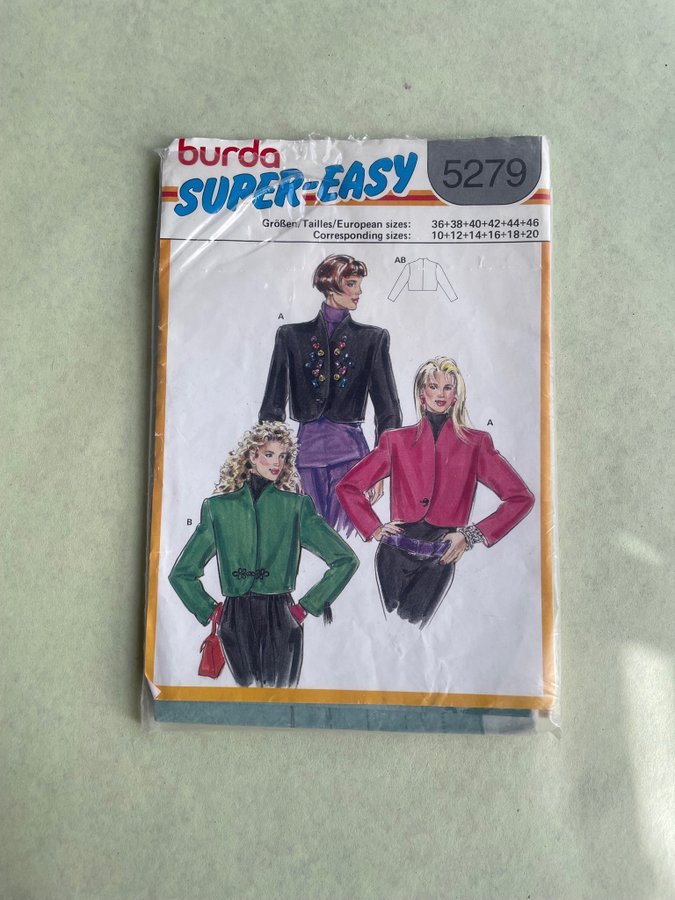 burda
SUPER-EASY
5279
Größen/Tailles/European sizes: 36+38+40+42+44+46
Corresponding sizes: 10+12+14+16+18+20
AB
A
A
B